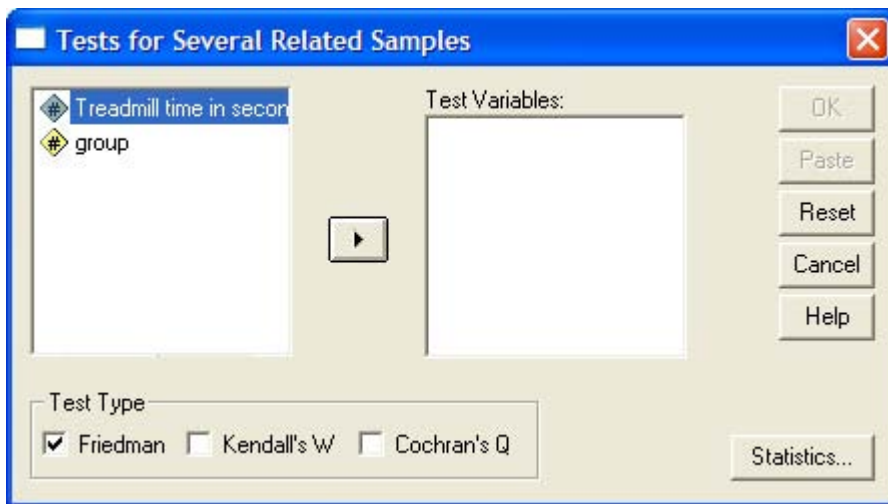 Tests for Several Related Samples
# Treadmill time in secon
# group
Test Variables:
OK
Paste
Reset
Cancel
Help
Test Type
Friedman Kendall's W Cochran's Q
Statistics...